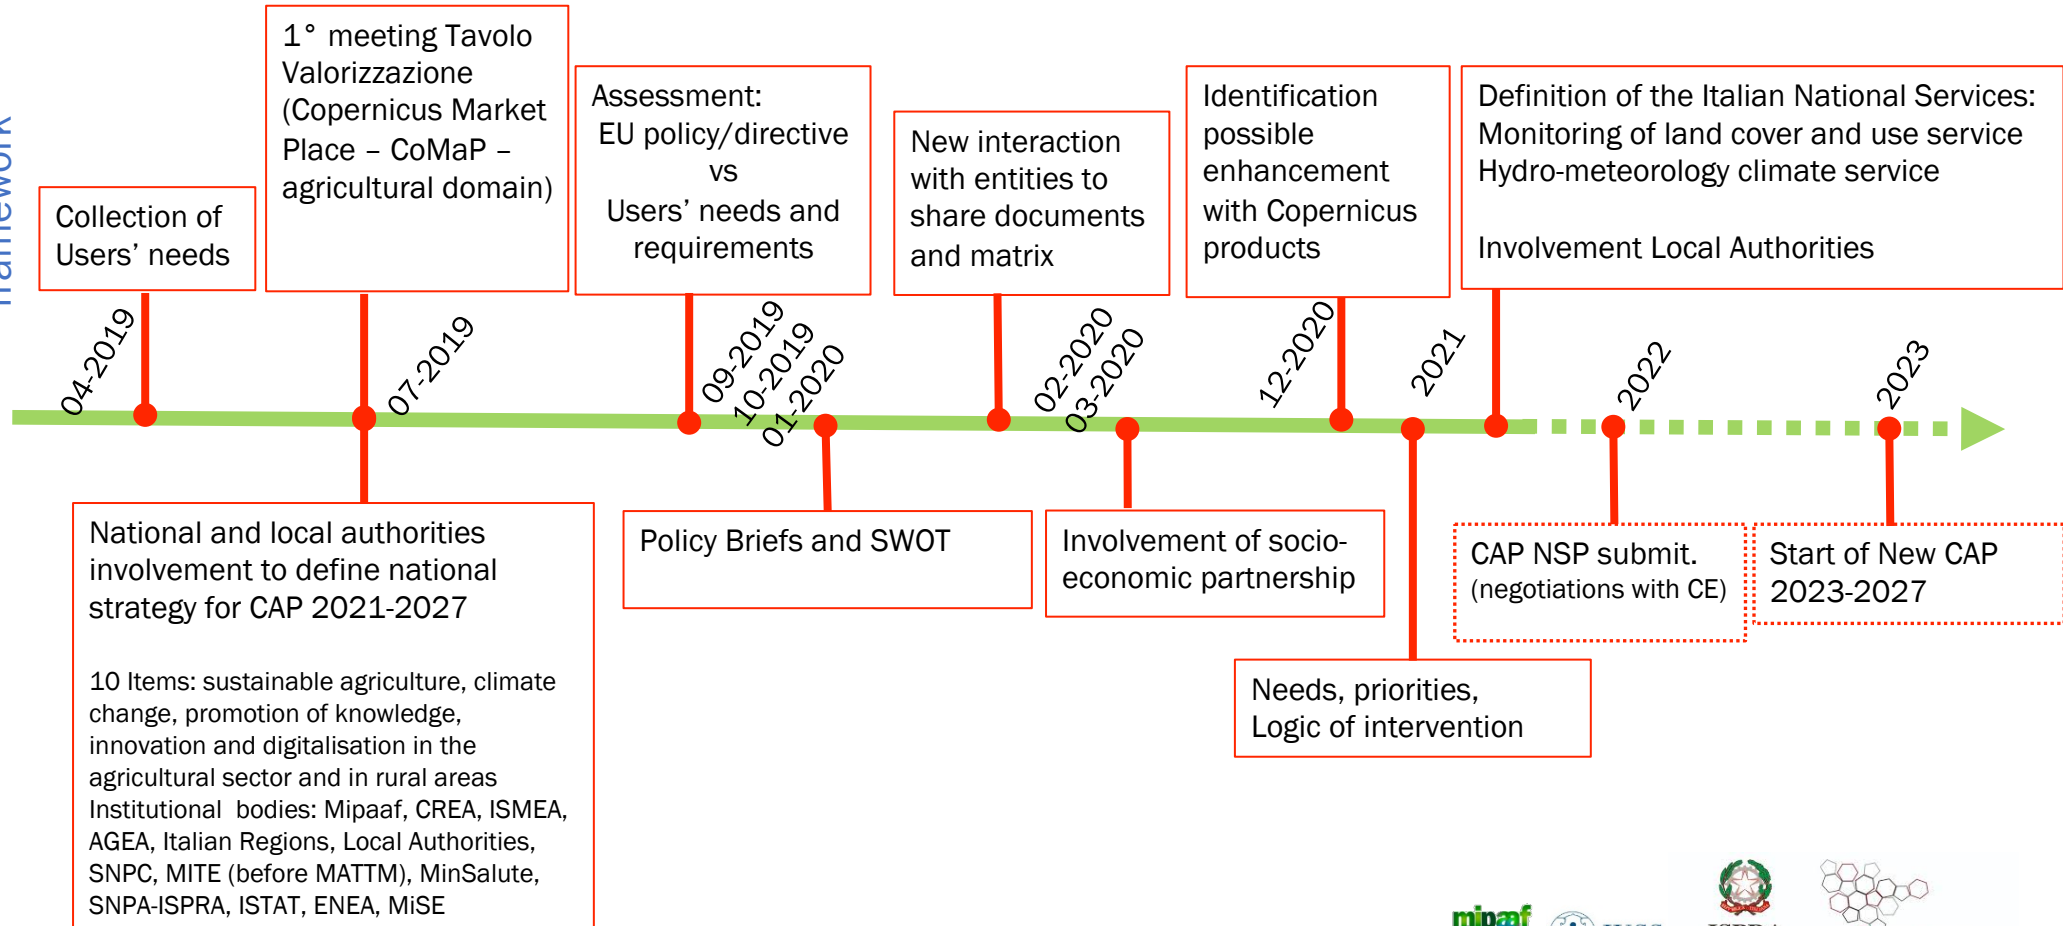 framework
1° meeting Tavolo
Valorizzazione
(Copernicus Market
Place – CoMaP –
agricultural domain)
Collection of
Users’ needs
Assessment:
EU policy/directive
vs
Users’ needs and
requirements
New interaction
with entities to
share documents
and matrix
Identification
possible
enhancement
with Copernicus
products
Definition of the Italian National Services:
Monitoring of land cover and use service
Hydro-meteorology climate service
Involvement Local Authorities
04-2019
07-2019
09-2019
10-2019
01-2020
02-2020
03-2020
12-2020
2021
2022
2023
National and local authorities
involvement to define national
strategy for CAP 2021-2027
10 Items: sustainable agriculture, climate
change, promotion of knowledge,
innovation and digitalisation in the
agricultural sector and in rural areas
Institutional bodies: Mipaaf, CREA, ISMEA,
AGEA, Italian Regions, Local Authorities,
SNPC, MITE (before MATTM), MinSalute,
SNPA-ISPRA, ISTAT, ENEA, MiSE
Policy Briefs and SWOT
Involvement of socio-
economic partnership
Needs, priorities,
Logic of intervention
CAP NSP submit.
(negotiations with CE)
Start of New CAP
2023-2027
mipaaf